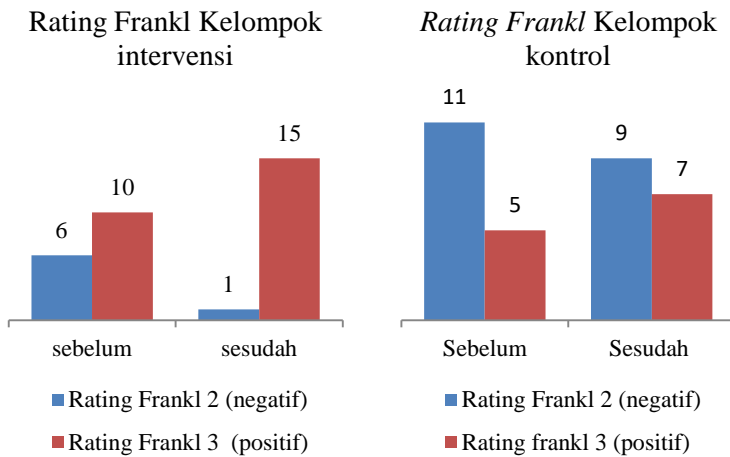 Rating Frankl Kelompok
intervensi
6
10
1
15
sebelum
sesudah
Rating Frankl 2 (negatif)
Rating Frankl 3 (positif)
Rating Frankl Kelompok
kontrol
11
5
9
7
Sebelum
Sesudah
Rating Frankl 2 (negatif)
Rating frankl 3 (positif)